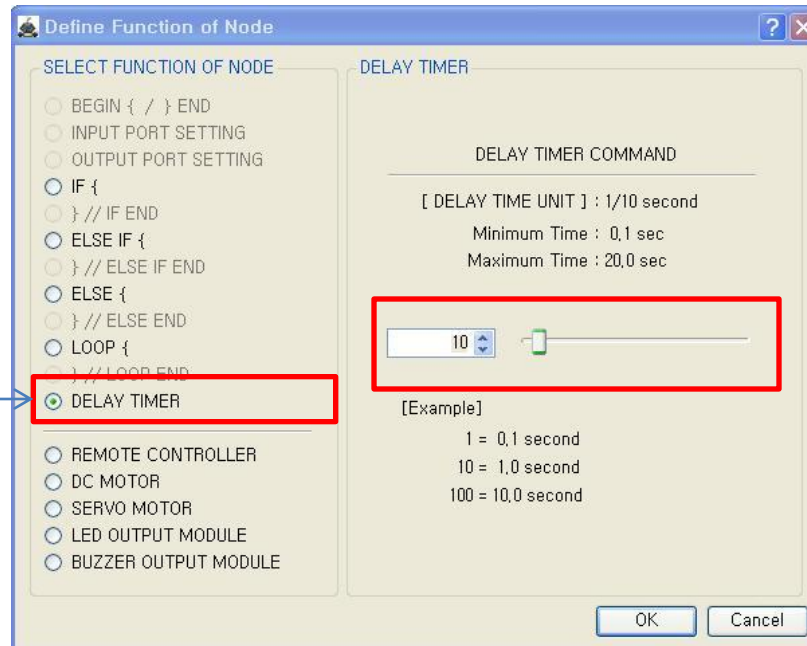 Define Function of Node
SELECT FUNCTION OF NODE
BEGIN { / } END
INPUT PORT SETTING
OUTPUT PORT SETTING
IF {
} // IF END
ELSE IF {
} // ELSE IF END
ELSE {
} // ELSE END
LOOP {
} // LOOP END
DELAY TIMER
REMOTE CONTROLLER
DC MOTOR
SERVO MOTOR
LED OUTPUT MODULE
BUZZER OUTPUT MODULE
DELAY TIMER
DELAY TIMER COMMAND
[ DELAY TIME UNIT ] : 1/10 second
Minimum Time : 0,1 sec
Maximum Time : 20,0 sec
10
[Example]
1 = 0,1 second
10 = 1,0 second
100 = 10,0 second
OK
Cancel